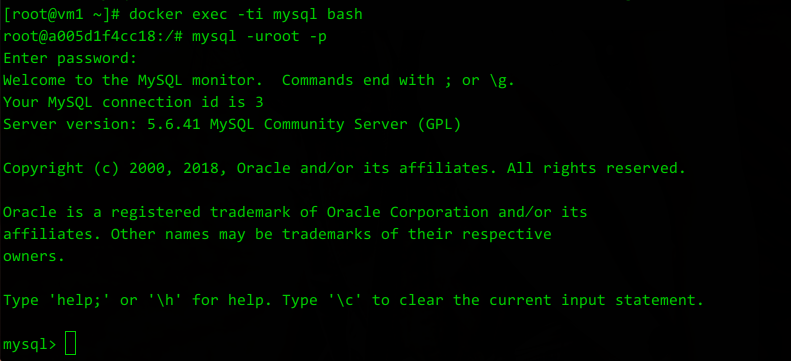 [root@vm1 ~]# docker exec -ti mysql bash
root@a005d1f4cc18:/# mysql -uroot -p
Enter password:
Welcome to the MySQL monitor.  Commands end with ; or \g.
Your MySQL connection id is 3
Server version: 5.6.41 MySQL Community Server (GPL)

Copyright (c) 2000, 2018, Oracle and/or its affiliates. All rights reserved.

Oracle is a registered trademark of Oracle Corporation and/or its
affiliates. Other names may be trademarks of their respective
owners.

Type 'help;' or '\h' for help. Type '\c' to clear the current input statement.

mysql>